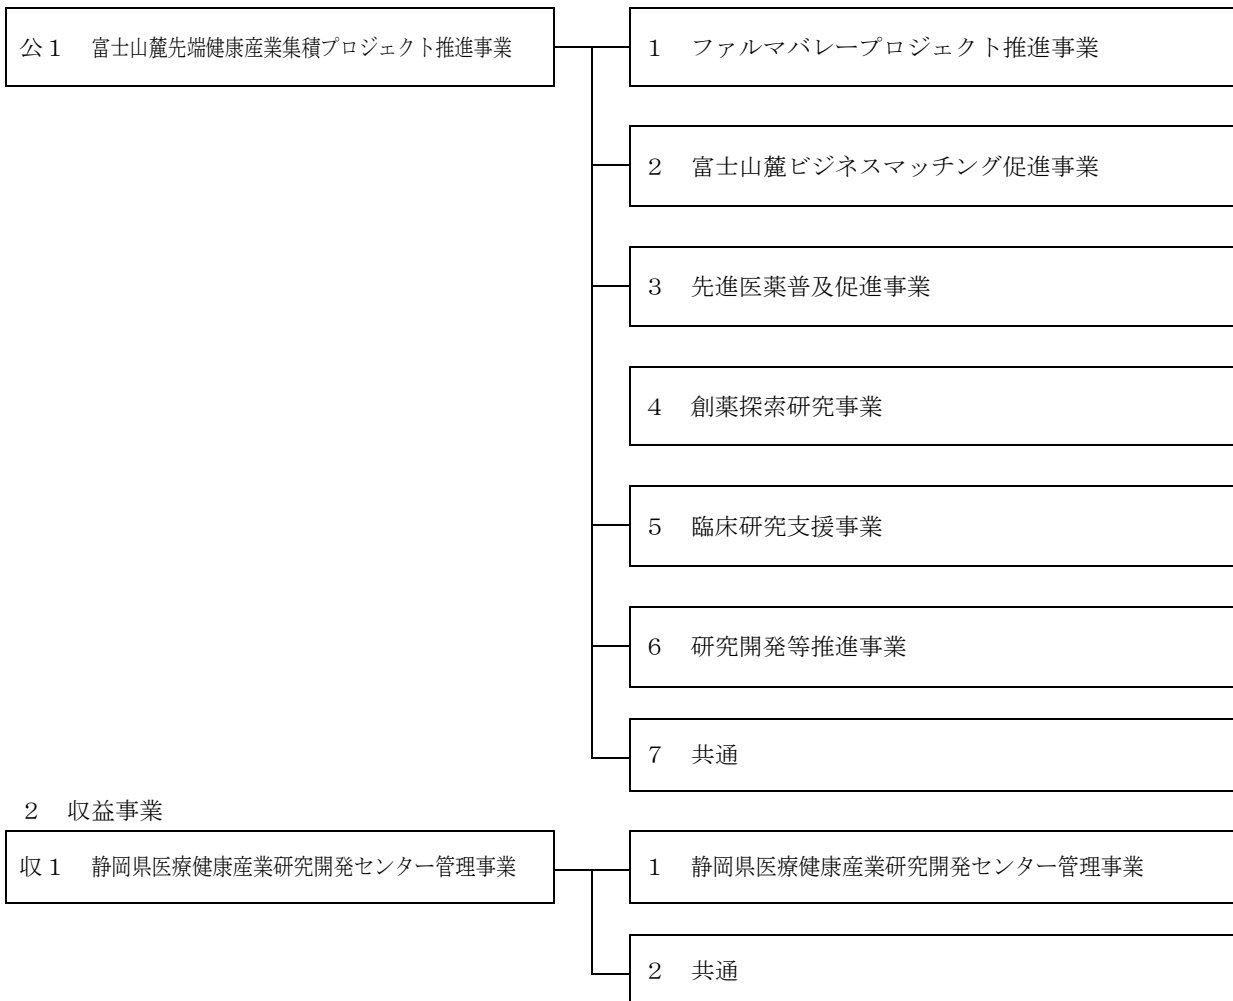 公1　富士山麓先端健康産業集積プロジェクト推進事業
1　ファルマバレープロジェクト推進事業
2　富士山麓ビジネスマッチング促進事業
3　先進医薬普及促進事業
4　創薬探索研究事業
5　臨床研究支援事業
6　研究開発等推進事業
7　共通
2　収益事業
収1　静岡県医療健康産業研究開発センター管理事業
1　静岡県医療健康産業研究開発センター管理事業
2　共通